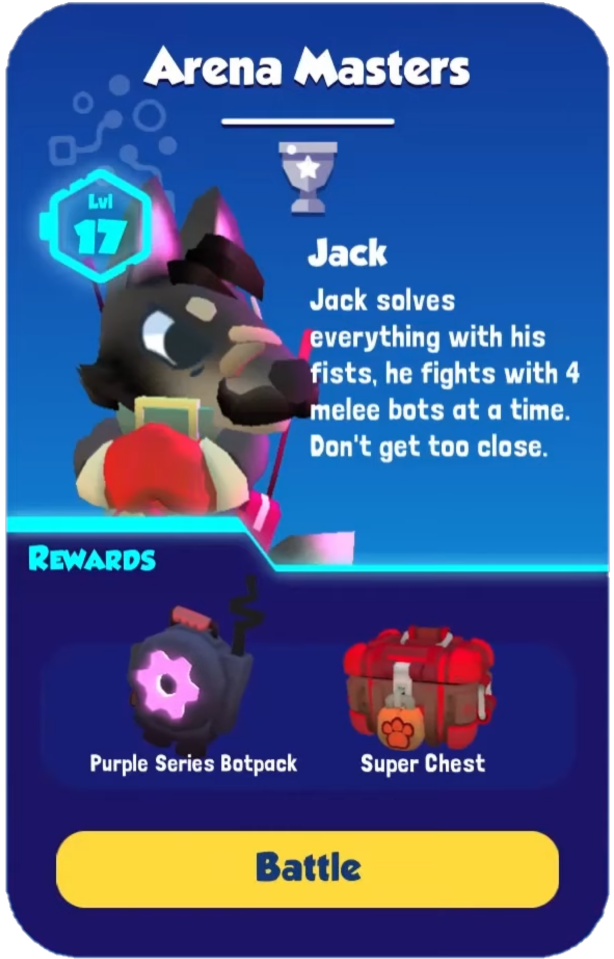 Arena Masters
Lvl
17
Jack
Jack solves
everything with his
fists, he fights with 4
melee bots at a time.
Don't get too close.
Rewards
Purple Series Botpack
Super Chest
Battle